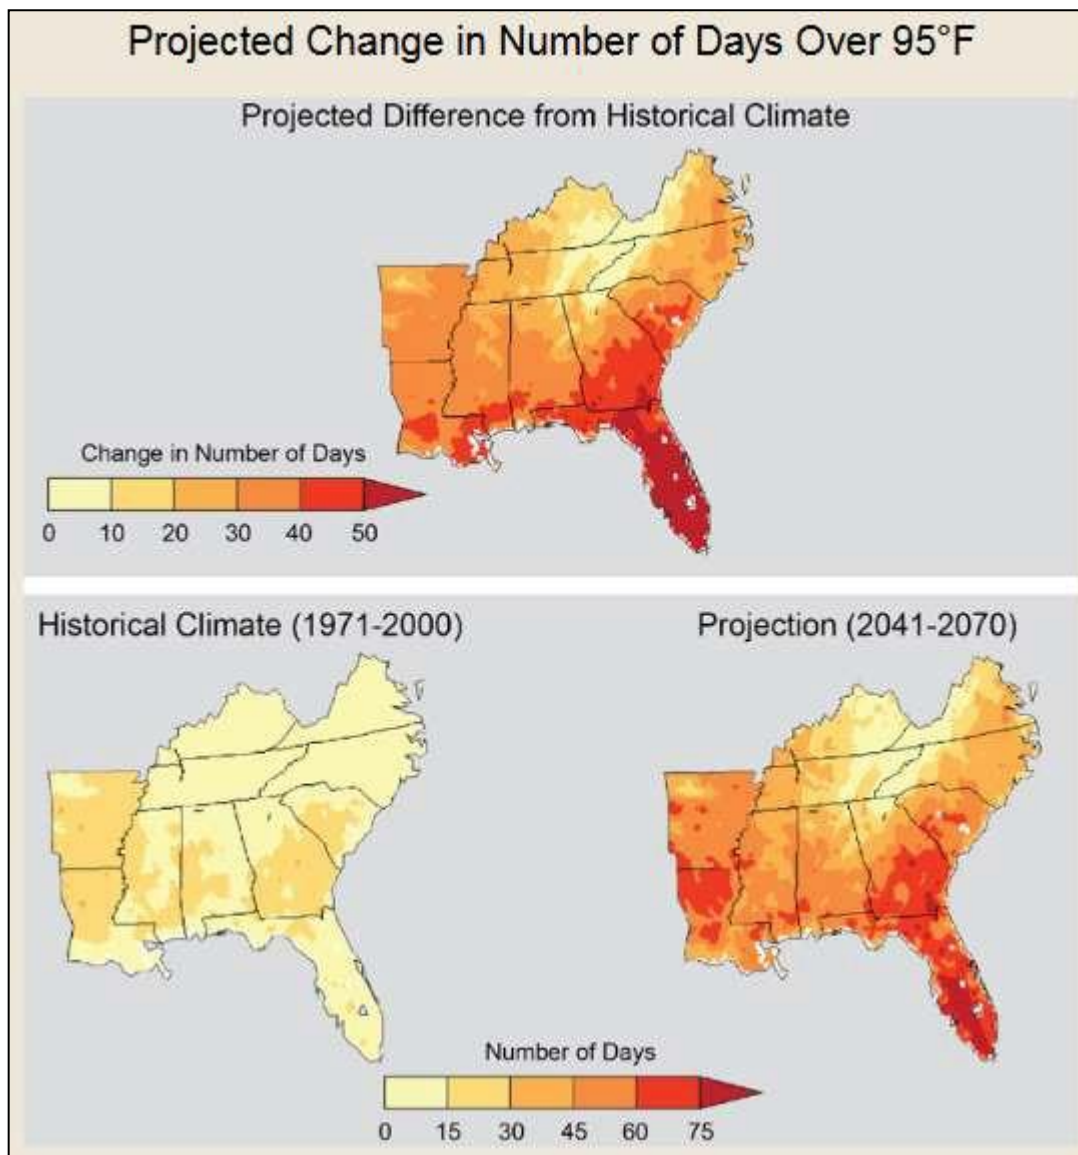 Projected Change in Number of Days Over 95°F
Projected Difference from Historical Climate
Change in Number of Days
0 10 20 30 40 50
Historical Climate (1971-2000)
Projection (2041-2070)
Number of Days
0 15 30 45 60 75